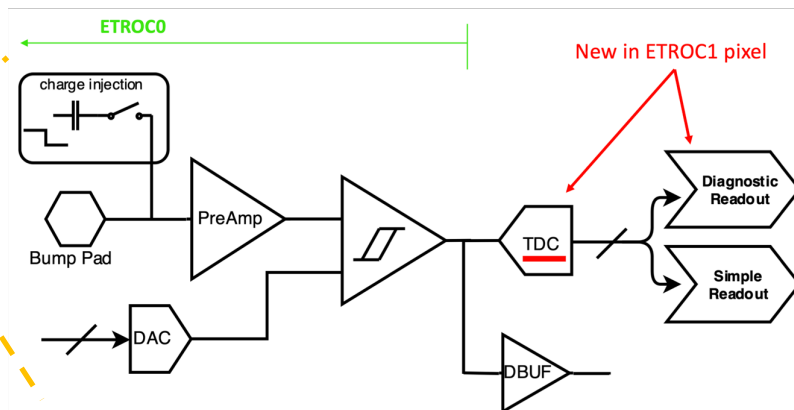 ETROC0
New in ETROC1 pixel
charge injection
Diagnostic
Readout
PreAmp
Bump Pad
TDC
Simple
Readout
DAC
DBUF